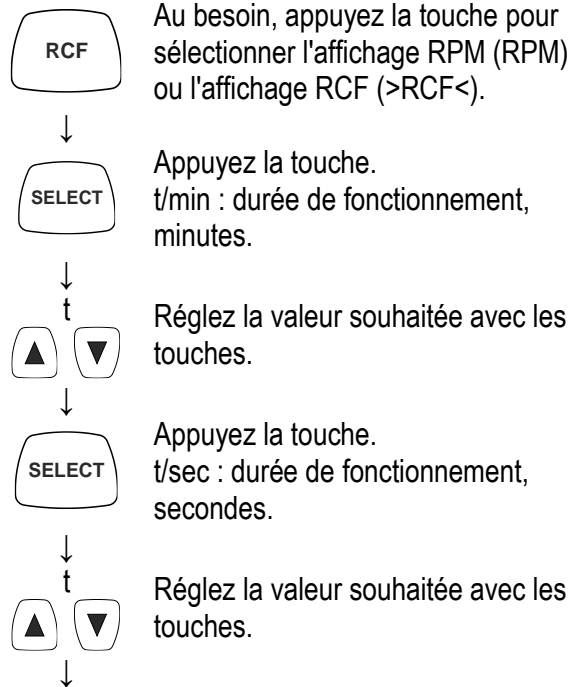 RCF
Au besoin, appuyez la touche pour
sélectionner l'affichage RPM (RPM)
ou l'affichage RCF (>RCF<).
↓
SELECT
Appuyez la touche.
t/min : durée de fonctionnement,
minutes.
↓
t
▲ ▼
Réglez la valeur souhaitée avec les
touches.
↓
SELECT
Appuyez la touche.
t/sec : durée de fonctionnement,
secondes.
↓
t
▲ ▼
Réglez la valeur souhaitée avec les
touches.
↓